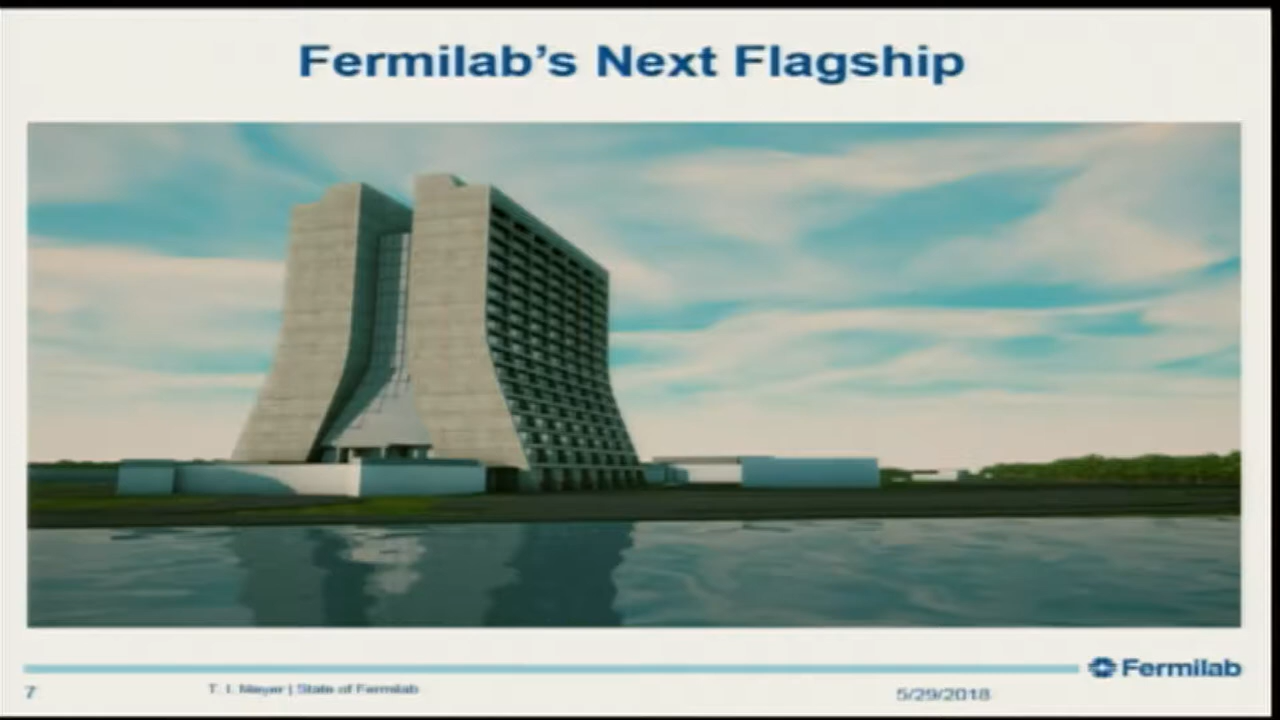 Fermilab's Next Flagship
Fermilab
7
T. I. Meyer | State of Fermilab
5/29/2018